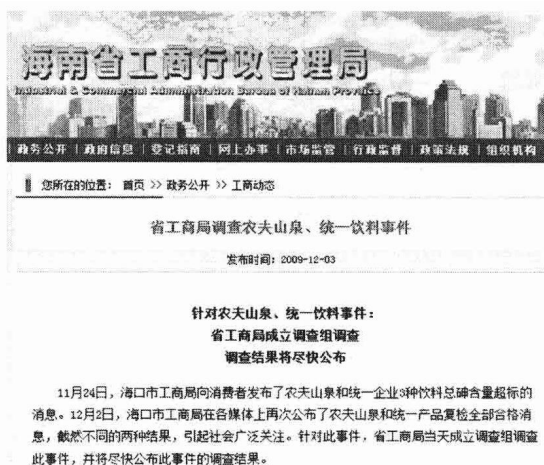 海南省工商行政管理局
Industrial & Commercial Administration Bureau of Hainan Province
政务公开 | 政府信息 | 登记指南 | 网上办事 | 市场监管 | 行政监督 | 政策法规 | 组织机构
您所在的位置: 首页 >> 政务公开 >> 工商动态
省工商局调查农夫山泉、统一饮料事件
发布时间: 2009-12-03
针对农夫山泉、统一饮料事件:
省工商局成立调查组调查
调查结果将尽快公布
11月24日, 海口市工商局向消费者发布了农夫山泉和统一企业3种饮料总砷含量超标的
消息。12月2日, 海口市工商局在各媒体上再次公布了农夫山泉和统一产品复检全部合格消
息, 截然不同的两种结果, 引起社会广泛关注。针对此事件, 省工商局当天成立调查组调查
此事件, 并将尽快公布此事件的调查结果。